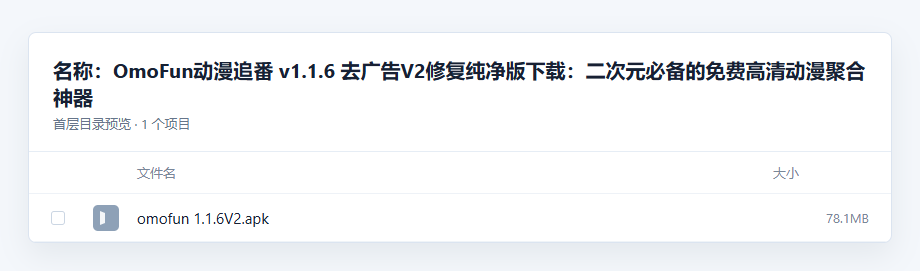 名称：OmoFun动漫追番 v1.1.6 去广告V2修复纯净版下载：二次元必备的免费高清动漫聚合
神器
首层目录预览 · 1 个项目
文件名 大小
omofun 1.1.6V2.apk 78.1MB